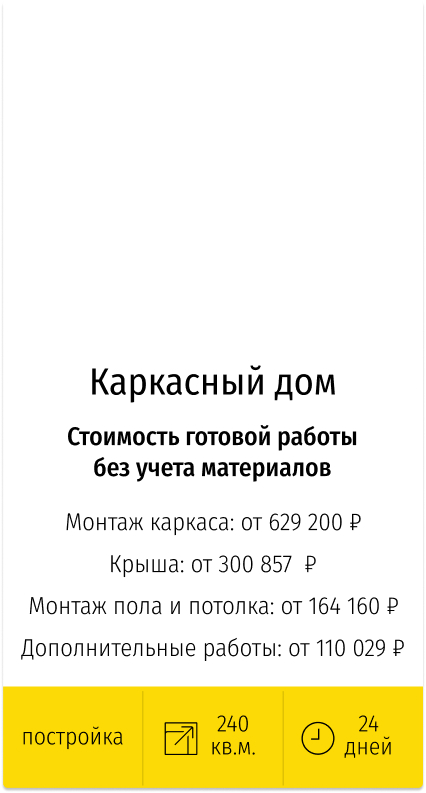 Каркасный дом
Стоимость готовой работы
без учета материалов
Монтаж каркаса: от 629 200 ₽
Крыша: от 300 857 ₽
Монтаж пола и потолка: от 164 160 ₽
Дополнительные работы: от 110 029 ₽
постройка
240
кв.м.
24
дней